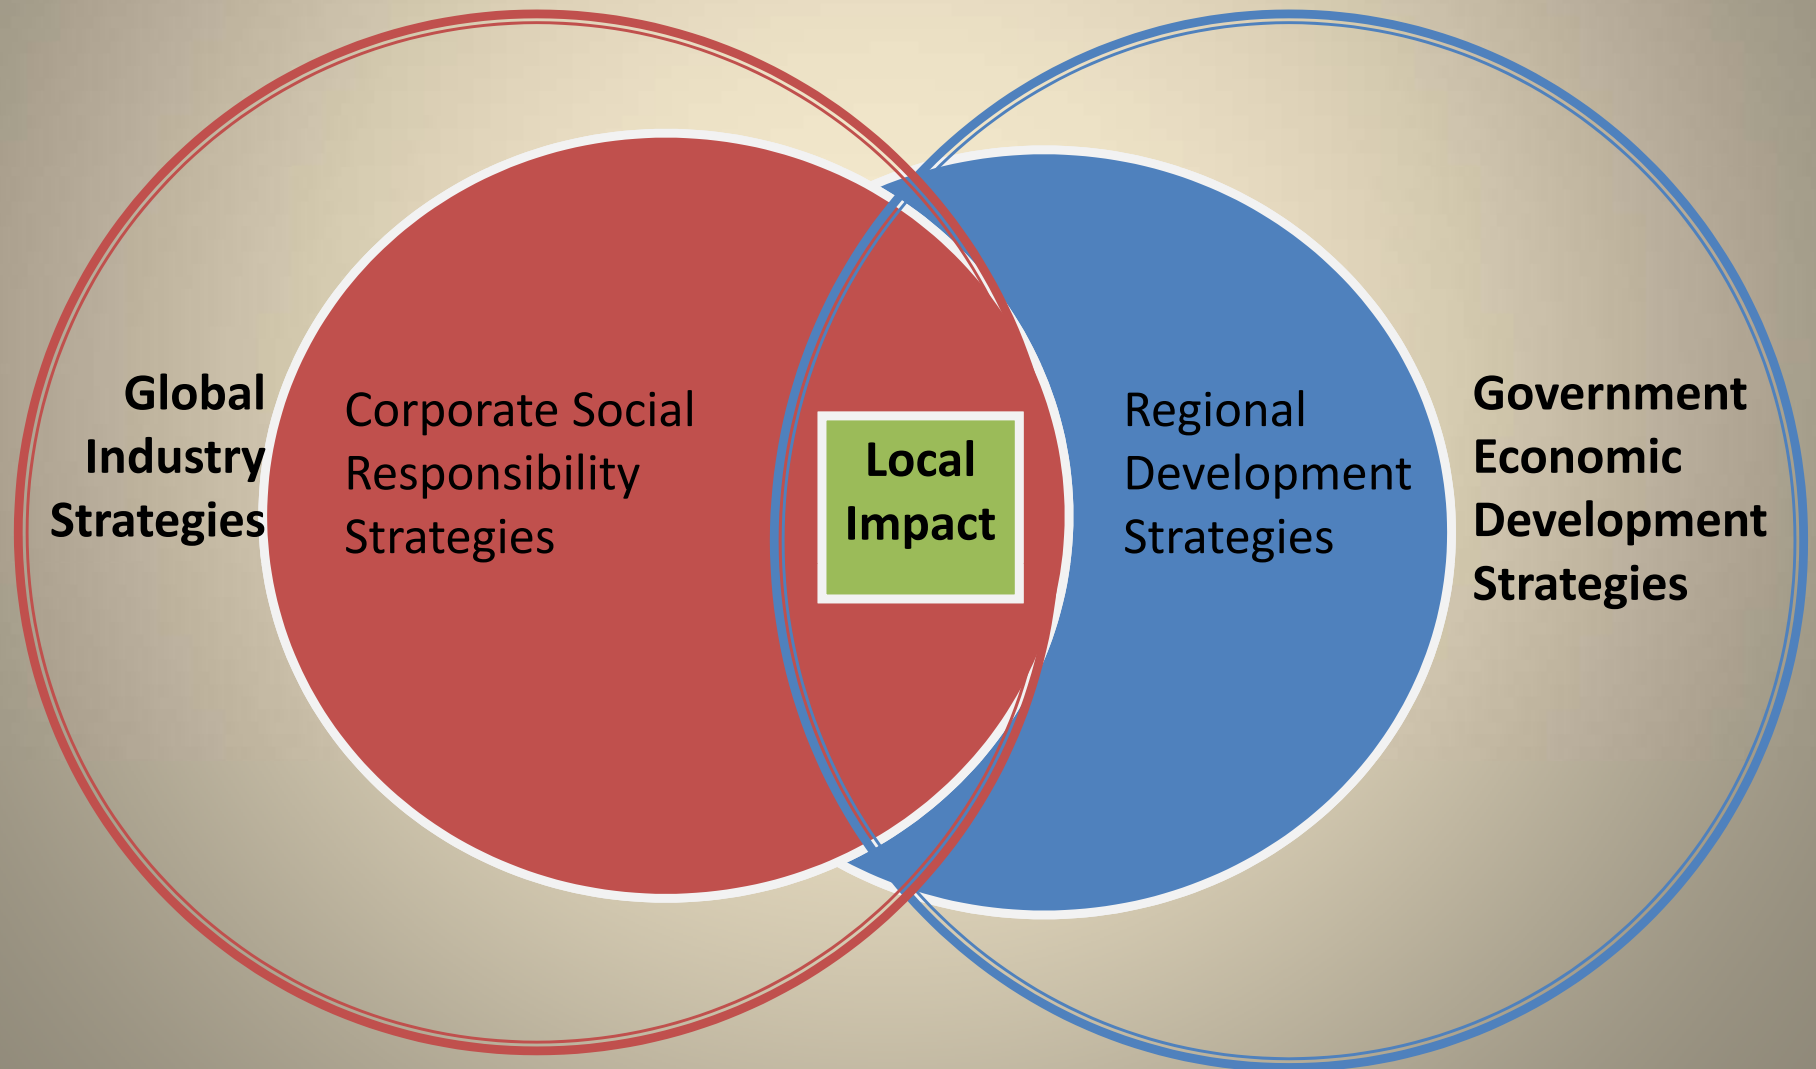 Global
Industry
Strategies
Corporate Social
Responsibility
Strategies
Local
Impact
Regional
Development
Strategies
Government
Economic
Development
Strategies